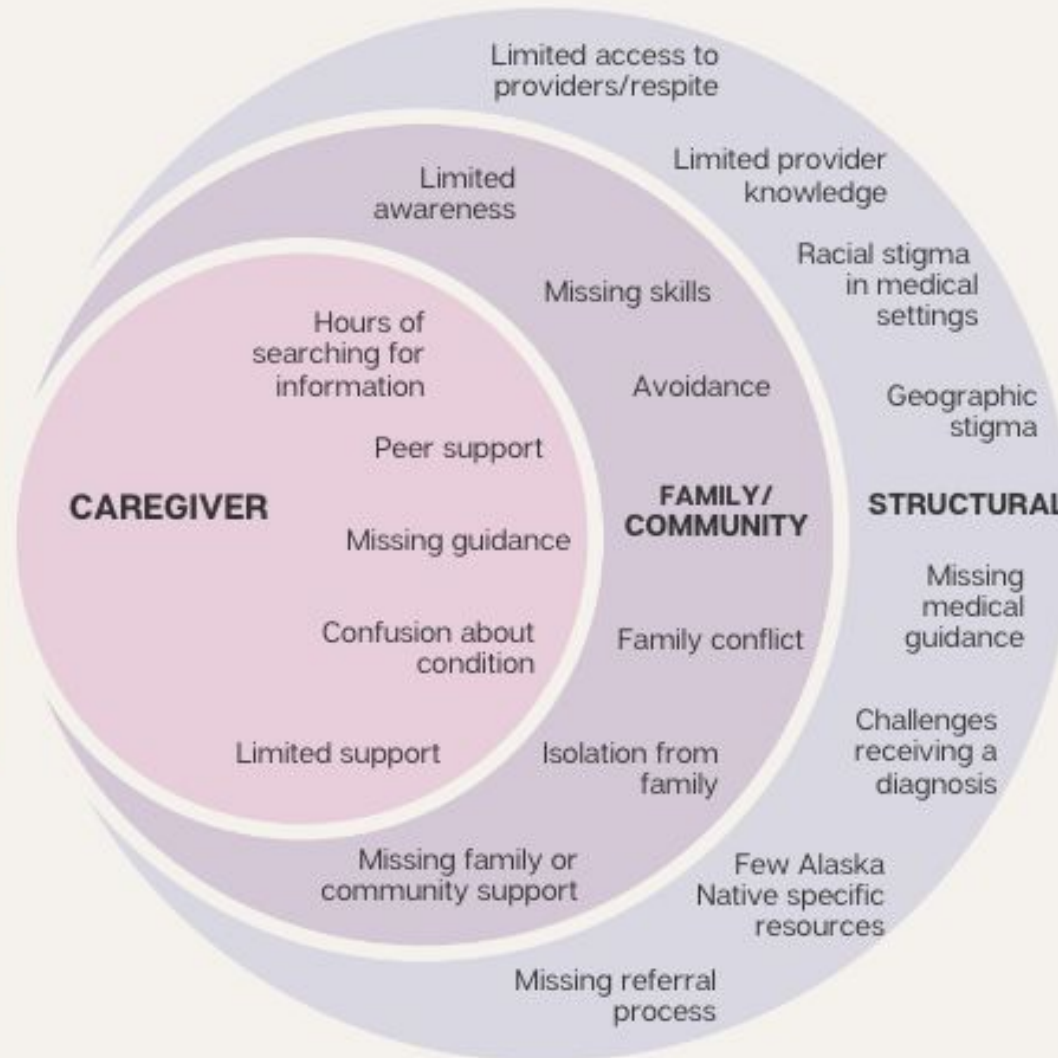 Limited access to
providers/respite
Limited provider
knowledge
Racial stigma
in medical
settings
Geographic
stigma
STRUCTURAL
Missing
medical
guidance
Challenges
receiving a
diagnosis
Few Alaska
Native specific
resources
Missing referral
process
Limited
awareness
Missing skills
Avoidance
FAMILY/
COMMUNITY
Family conflict
Isolation from
family
Missing family or
community support
Hours of
searching for
information
Peer support
CAREGIVER
Missing guidance
Confusion about
condition
Limited support